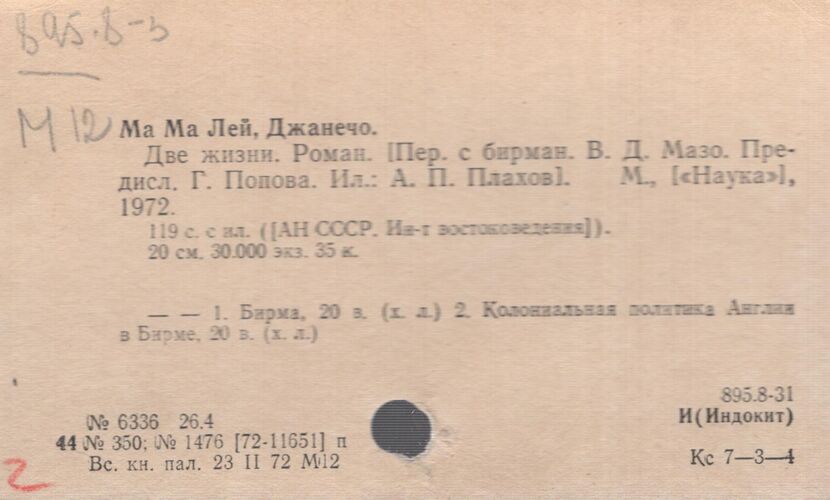 895.8-3
М 12
Ма Ма Лей, Джанечо.
Две жизни. Роман. [Пер. с бирман. В. Д. Мазо. Пре-
дисл. Г. Попова. Ил.: А. П. Плахов]. М., [«Наука»],
1972.
119 с. с ил. ([АН СССР. Ин-т востоковедения]).
20 см. 30.000 экз. 35 к.
— — 1. Бирма, 20 в. (х. л.) 2. Колониальная политика Англии
в Бирме, 20 в. (х. л.)
895.8-31
№ 6336 26.4 И(Индокит)
44 № 350; № 1476 [72-11651] п
Вс. кн. пал. 23 II 72 М12 Кс 7—3—4
2